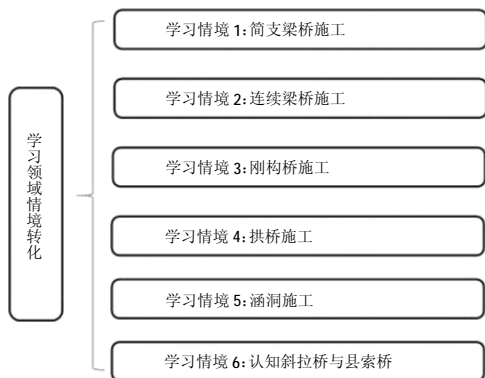 学习领域情境转化
学习情境 1:简支梁桥施工
学习情境 2:连续梁桥施工
学习情境 3:刚构桥施工
学习情境 4:拱桥施工
学习情境 5:涵洞施工
学习情境 6:认知斜拉桥与县索桥